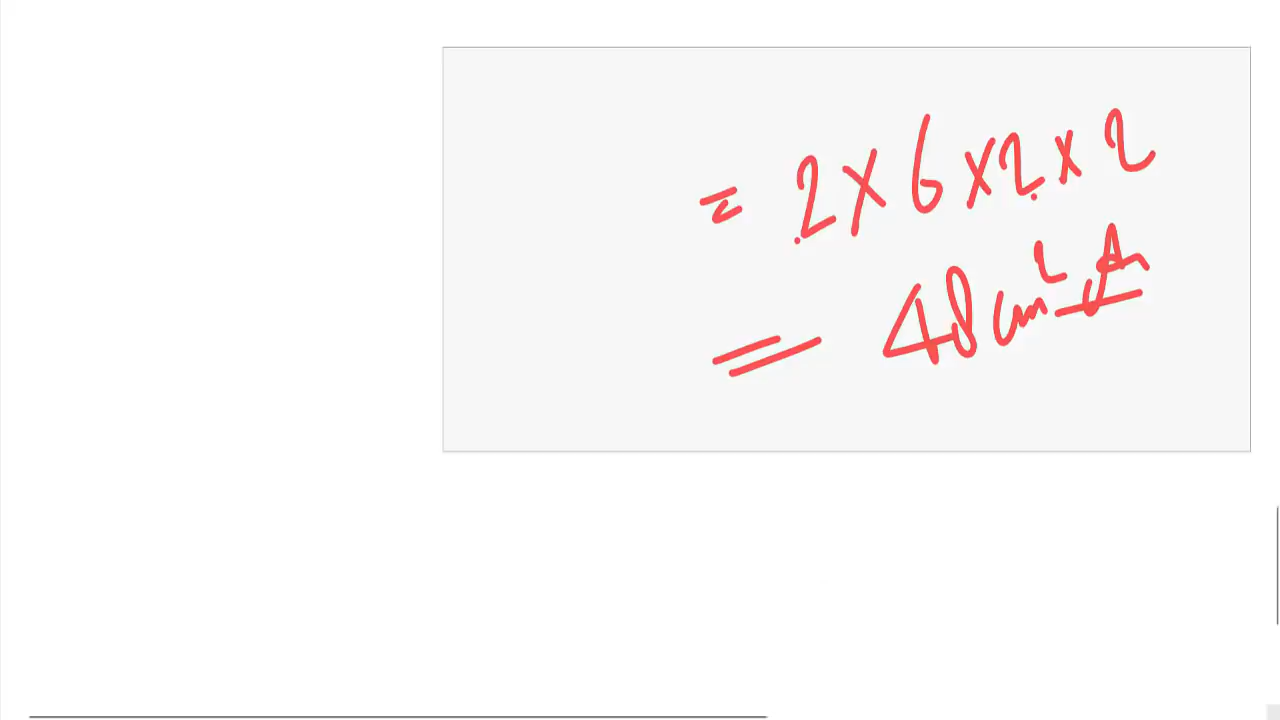 = 2 × 6 × 2 × 2
= 48 cm²